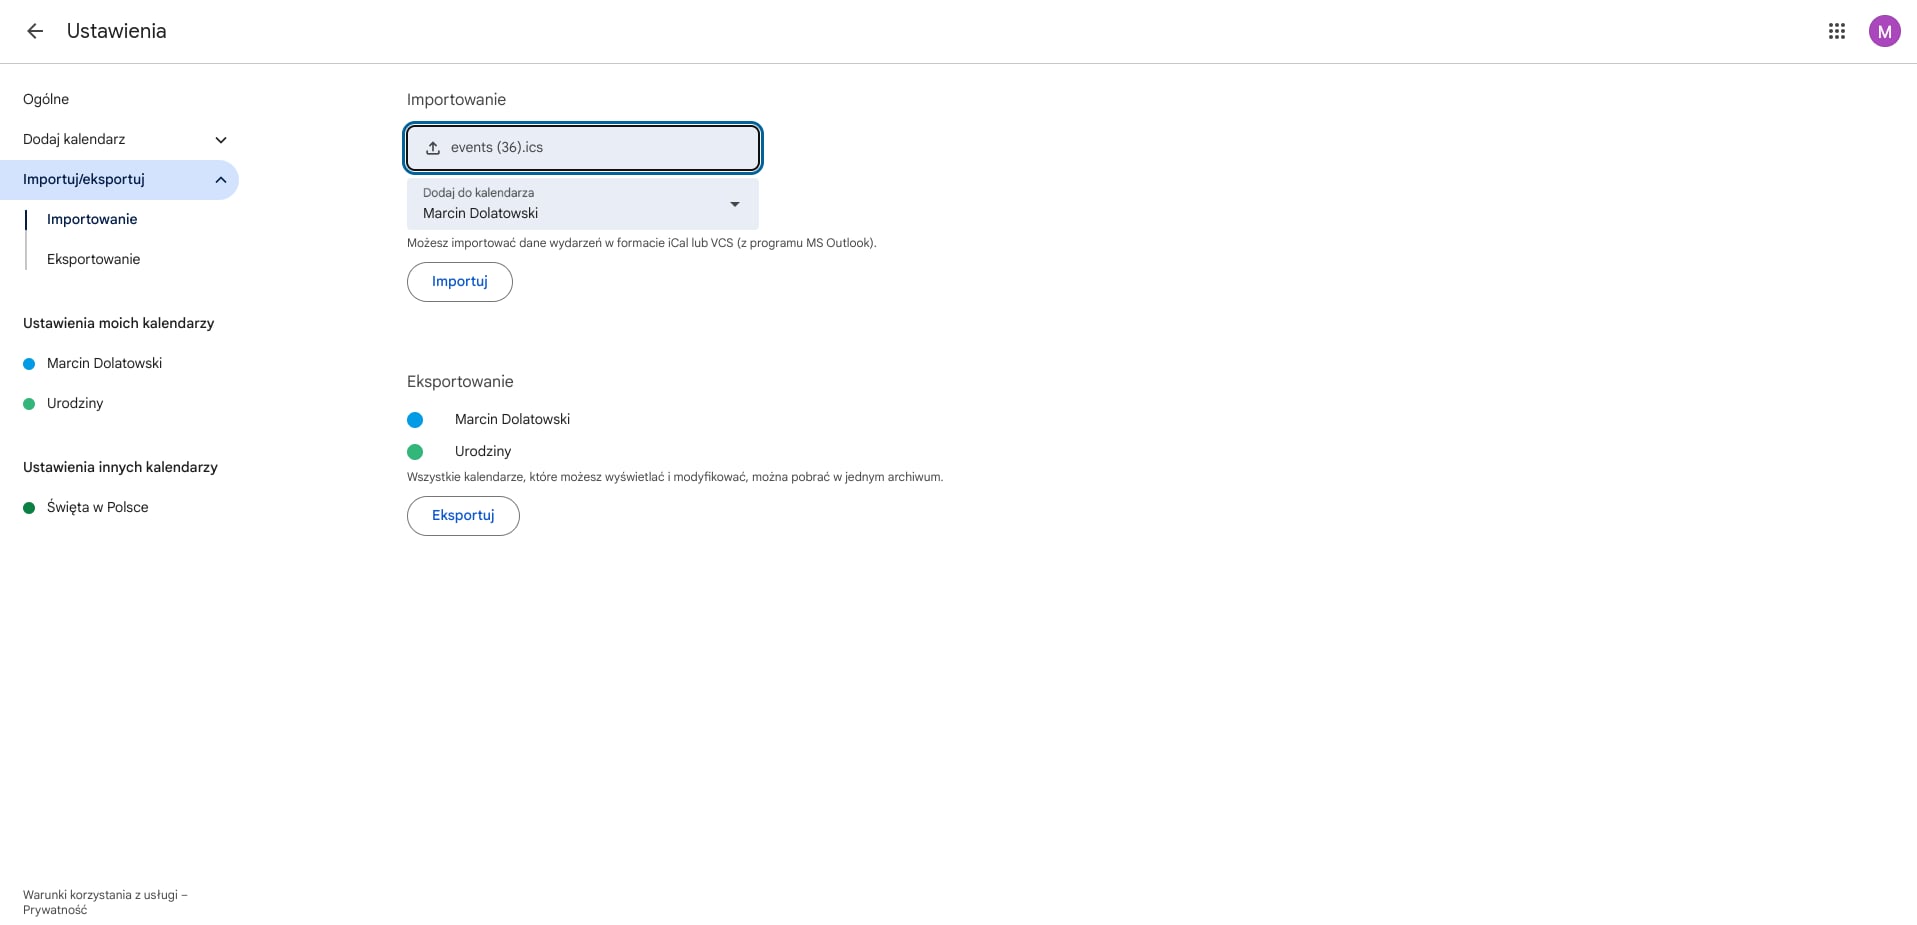 Ustawienia
M
Ogólne
Dodaj kalendarz
Importuj/eksportuj
Importowanie
Eksportowanie
Ustawienia moich kalendarzy
Marcin Dolatowski
Urodziny
Ustawienia innych kalendarzy
Święta w Polsce
Warunki korzystania z usługi –
Prywatność
Importowanie
events (36).ics
Dodaj do kalendarza
Marcin Dolatowski
Możesz importować dane wydarzeń w formacie iCal lub VCS (z programu MS Outlook).
Importuj
Eksportowanie
Marcin Dolatowski
Urodziny
Wszystkie kalendarze, które możesz wyświetlać i modyfikować, można pobrać w jednym archiwum.
Eksportuj